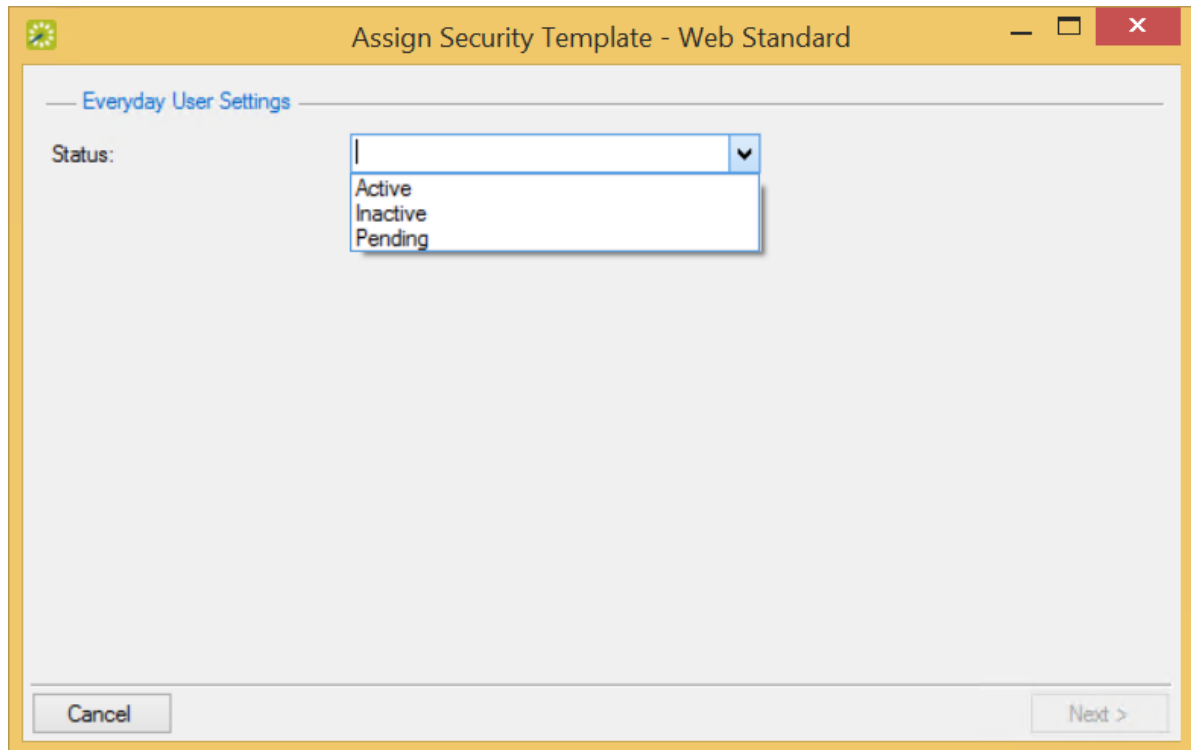 Assign Security Template - Web Standard
Everyday User Settings
Status:
Active
Inactive
Pending
Cancel
Next >